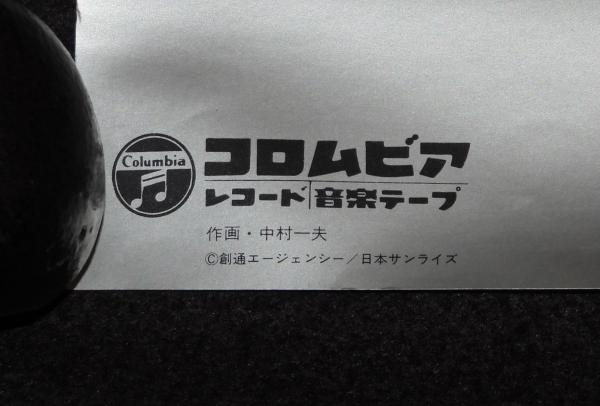 Columbia
コロムビア
レコード|音楽テープ
作画・中村一夫
©創通エージェンシー/日本サンライズ